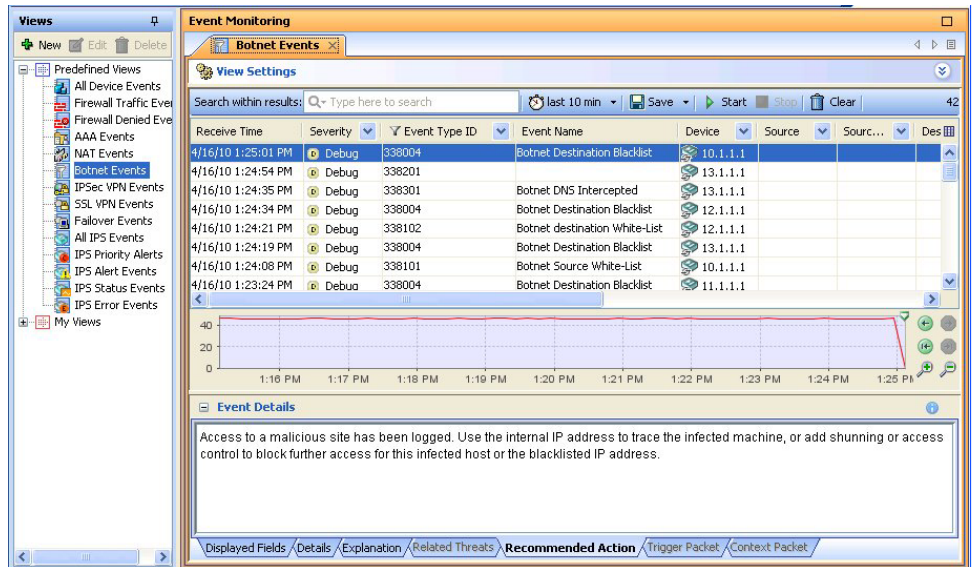 Views
New Edit Delete
Predefined Views
All Device Events
Firewall Traffic Eve
Firewall Denied Eve
AAA Events
NAT Events
Botnet Events
IPSec VPN Events
SSL VPN Events
Failover Events
All IPS Events
IPS Priority Alerts
IPS Alert Events
IPS Status Events
IPS Error Events
My Views
Event Monitoring
Botnet Events
View Settings
Search within results: Type here to search last 10 min Save Start Stop Clear 42
Receive Time Severity Event Type ID Event Name Device Source Sourc... Des
4/16/10 1:25:01 PM D Debug 338004 Botnet Destination Blacklist 10.1.1.1
4/16/10 1:24:54 PM D Debug 338201 13.1.1.1
4/16/10 1:24:35 PM D Debug 338301 Botnet DNS Intercepted 13.1.1.1
4/16/10 1:24:34 PM D Debug 338004 Botnet Destination Blacklist 12.1.1.1
4/16/10 1:24:21 PM D Debug 338102 Botnet destination White-List 12.1.1.1
4/16/10 1:24:19 PM D Debug 338004 Botnet Destination Blacklist 13.1.1.1
4/16/10 1:24:08 PM D Debug 338101 Botnet Source White-List 10.1.1.1
4/16/10 1:23:24 PM D Debug 338004 Botnet Destination Blacklist 11.1.1.1
40
20
0
1:16 PM 1:17 PM 1:18 PM 1:19 PM 1:20 PM 1:21 PM 1:22 PM 1:23 PM 1:24 PM 1:25 PM
Event Details
Access to a malicious site has been logged. Use the internal IP address to trace the infected machine, or add shunning or access
control to block further access for this infected host or the blacklisted IP address.
Displayed Fields Details Explanation Related Threats Recommended Action Trigger Packet Context Packet